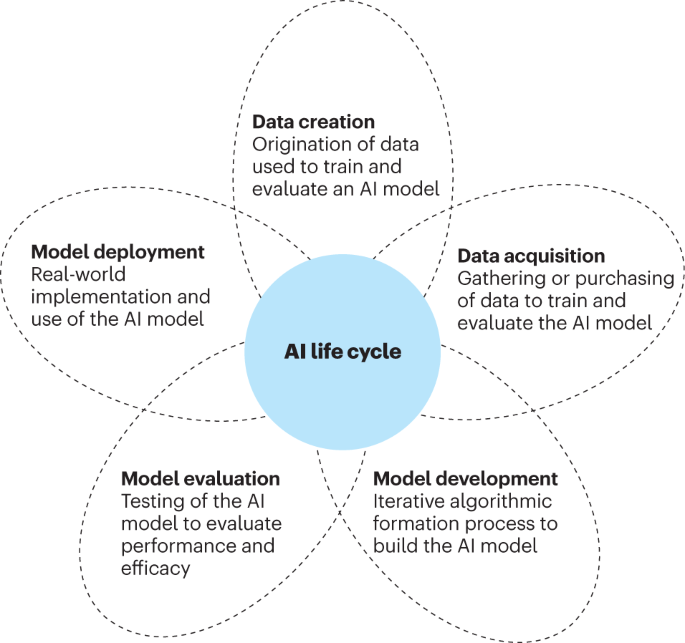 Data creation
Origination of data
used to train and
evaluate an AI model
Data acquisition
Gathering or purchasing
of data to train and
evaluate the AI model
Model development
Iterative algorithmic
formation process to
build the AI model
Model evaluation
Testing of the AI
model to evaluate
performance and
efficacy
Model deployment
Real-world
implementation and
use of the AI model
AI life cycle